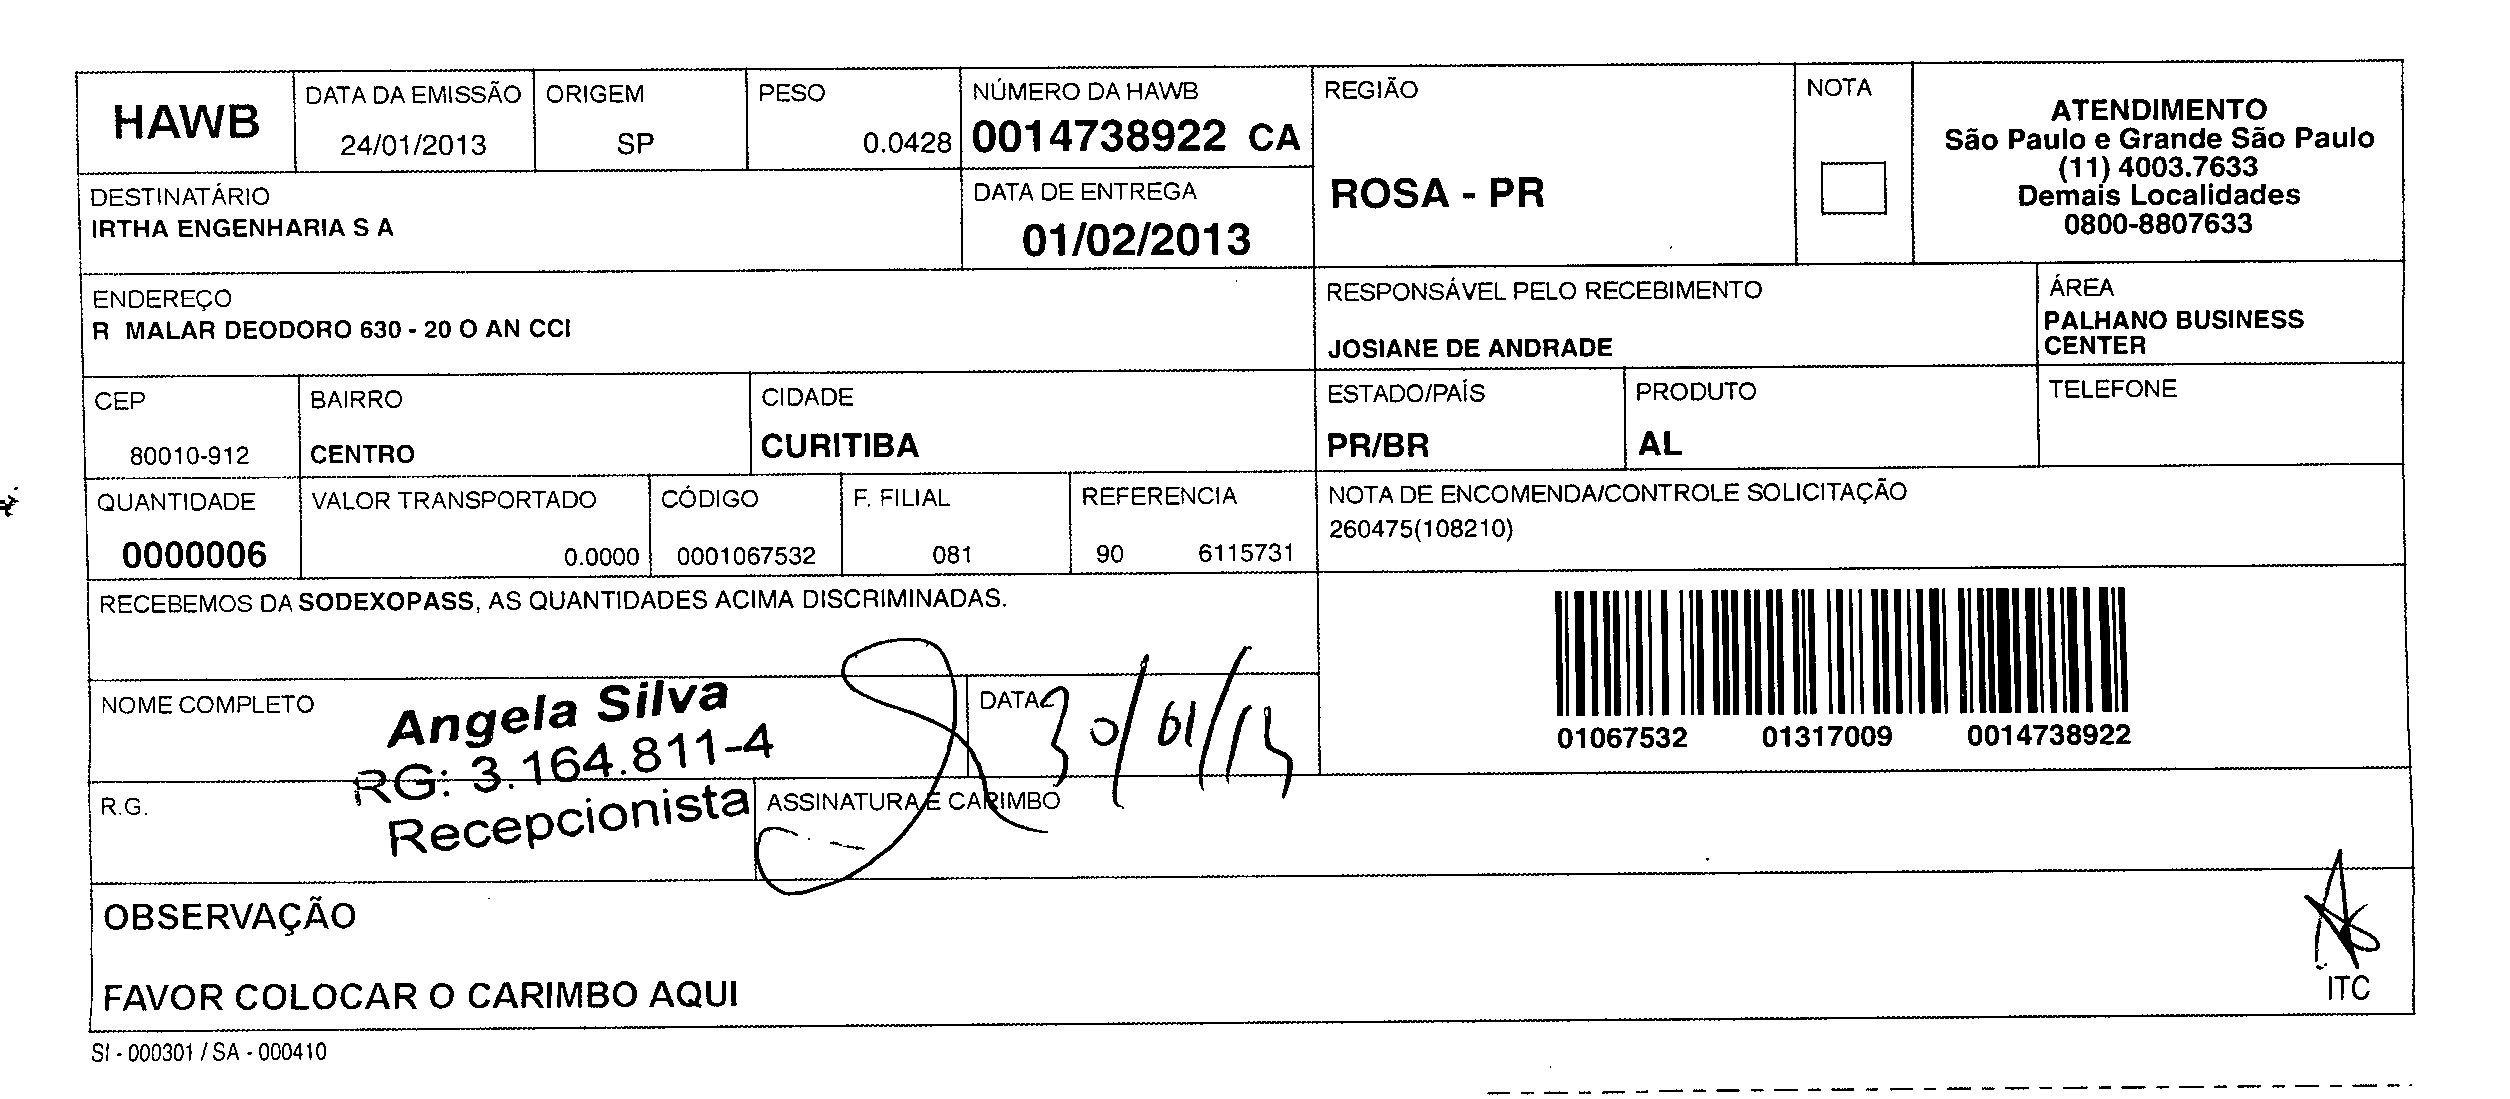 HAWB
DATA DA EMISSÃO
24/01/2013
ORIGEM
SP
PESO
0.0428
NÚMERO DA HAWB
0014738922 CA
REGIÃO
ROSA - PR
NOTA
ATENDIMENTO
São Paulo e Grande São Paulo
(11) 4003.7633
Demais Localidades
0800-8807633
DESTINATÁRIO
IRTHA ENGENHARIA S A
DATA DE ENTREGA
01/02/2013
ENDEREÇO
R MALAR DEODORO 630 - 20 O AN CCI
RESPONSÁVEL PELO RECEBIMENTO
JOSIANE DE ANDRADE
ÁREA
PALHANO BUSINESS
CENTER
CEP
80010-912
BAIRRO
CENTRO
CIDADE
CURITIBA
ESTADO/PAÍS
PR/BR
PRODUTO
AL
TELEFONE
QUANTIDADE
0000006
VALOR TRANSPORTADO
0.0000
CÓDIGO
0001067532
F. FILIAL
081
REFERENCIA
90 6115731
NOTA DE ENCOMENDA/CONTROLE SOLICITAÇÃO
260475(108210)
RECEBEMOS DA SODEXOPASS, AS QUANTIDADES ACIMA DISCRIMINADAS.
01067532 01317009 0014738922
NOME COMPLETO
Angela Silva
RG: 3.164.811-4
Recepcionista
DATA
30/01/13
R.G.
ASSINATURA E CARIMBO
OBSERVAÇÃO
FAVOR COLOCAR O CARIMBO AQUI
ITC
SI - 000301 / SA - 000410